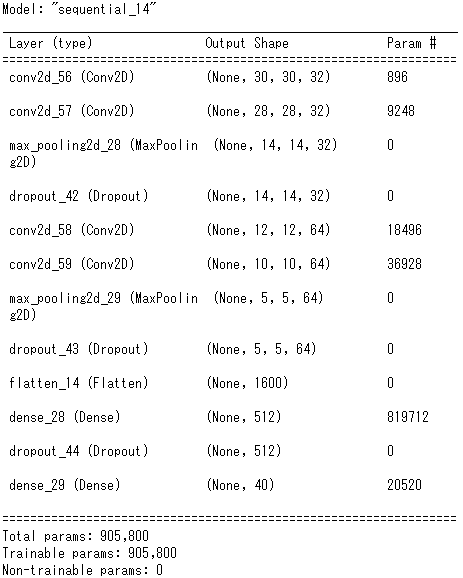 Model: "sequential_14"
Layer (type) Output Shape Param #
conv2d_56 (Conv2D) (None, 30, 30, 32) 896
conv2d_57 (Conv2D) (None, 28, 28, 32) 9248
max_pooling2d_28 (MaxPoolin (None, 14, 14, 32) 0
g2D)
dropout_42 (Dropout) (None, 14, 14, 32) 0
conv2d_58 (Conv2D) (None, 12, 12, 64) 18496
conv2d_59 (Conv2D) (None, 10, 10, 64) 36928
max_pooling2d_29 (MaxPoolin (None, 5, 5, 64) 0
g2D)
dropout_43 (Dropout) (None, 5, 5, 64) 0
flatten_14 (Flatten) (None, 1600) 0
dense_28 (Dense) (None, 512) 819712
dropout_44 (Dropout) (None, 512) 0
dense_29 (Dense) (None, 40) 20520
Total params: 905,800
Trainable params: 905,800
Non-trainable params: 0